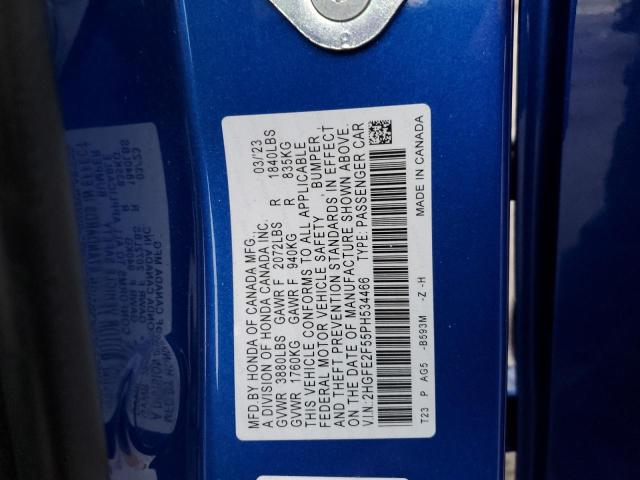 MFD BY HONDA OF CANADA MFG. 03/'23
A DIVISION OF HONDA CANADA INC.
GVWR 3880LBS GAWR F 2072LBS R 1840LBS
GVWR 1760KG GAWR F 940KG R 835KG
THIS VEHICLE CONFORMS TO ALL APPLICABLE
FEDERAL MOTOR VEHICLE SAFETY , BUMPER ,
AND THEFT PREVENTION STANDARDS IN EFFECT
ON THE DATE OF MANUFACTURE SHOWN ABOVE.
V.I.N.:2HGFE2F55PH534466 TYPE: PASSENGER CAR
T23 P AG5 -B593M -Z -H MADE IN CANADA